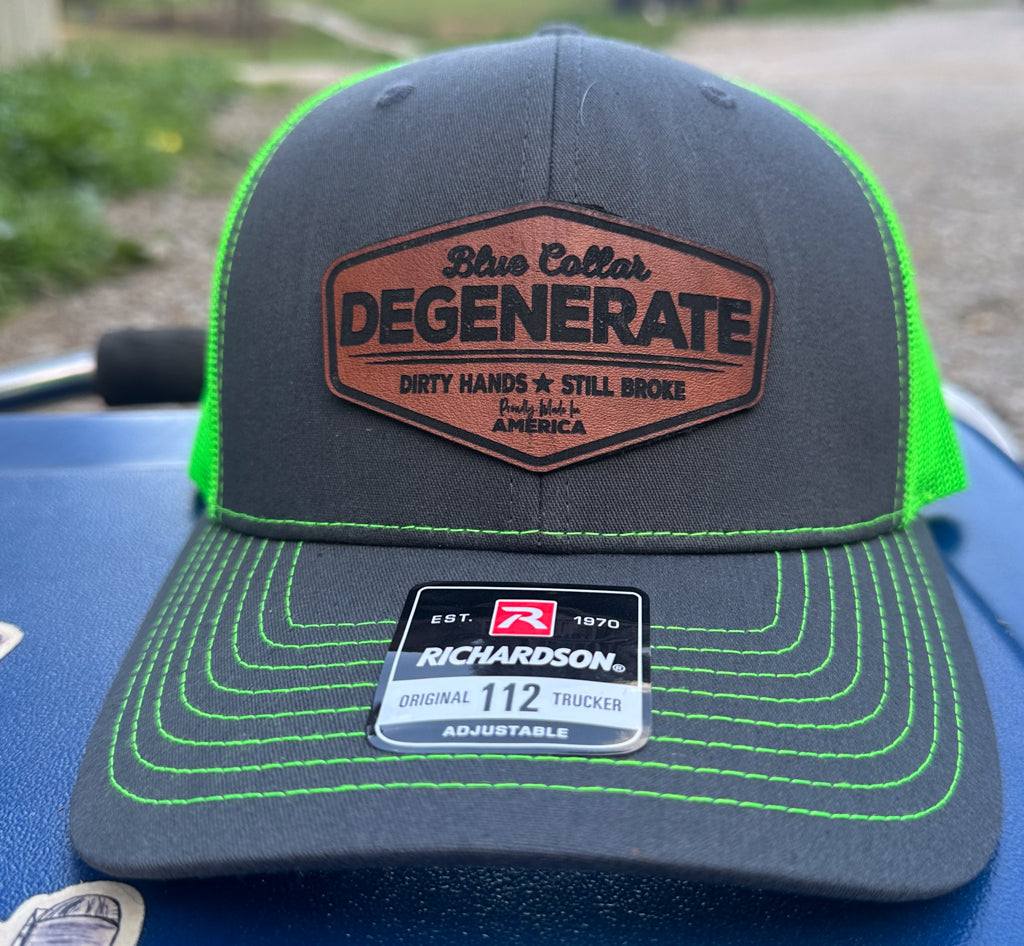 Blue Collar
DEGENERATE
DIRTY HANDS ★ STILL BROKE
Proudly Made In
AMERICA
EST. R 1970
RICHARDSON®
ORIGINAL 112 TRUCKER
ADJUSTABLE